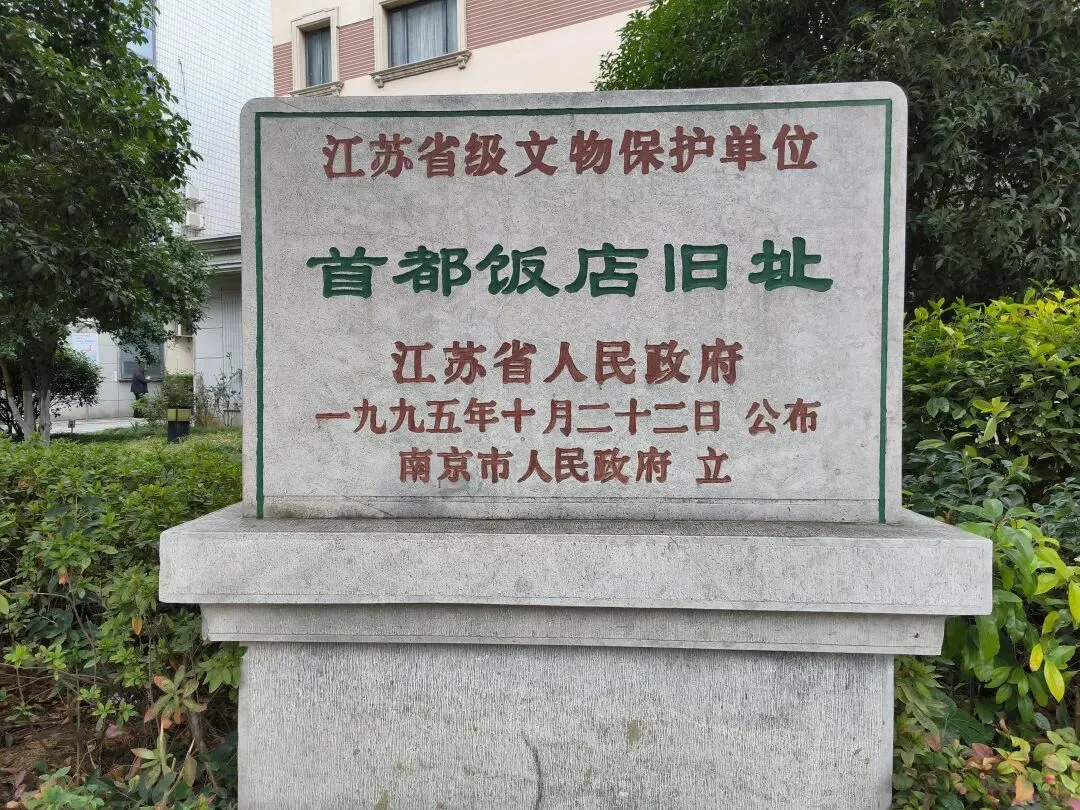 江苏省级文物保护单位
首都饭店旧址
江苏省人民政府
一九九五年十月二十二日 公布
南京市人民政府 立